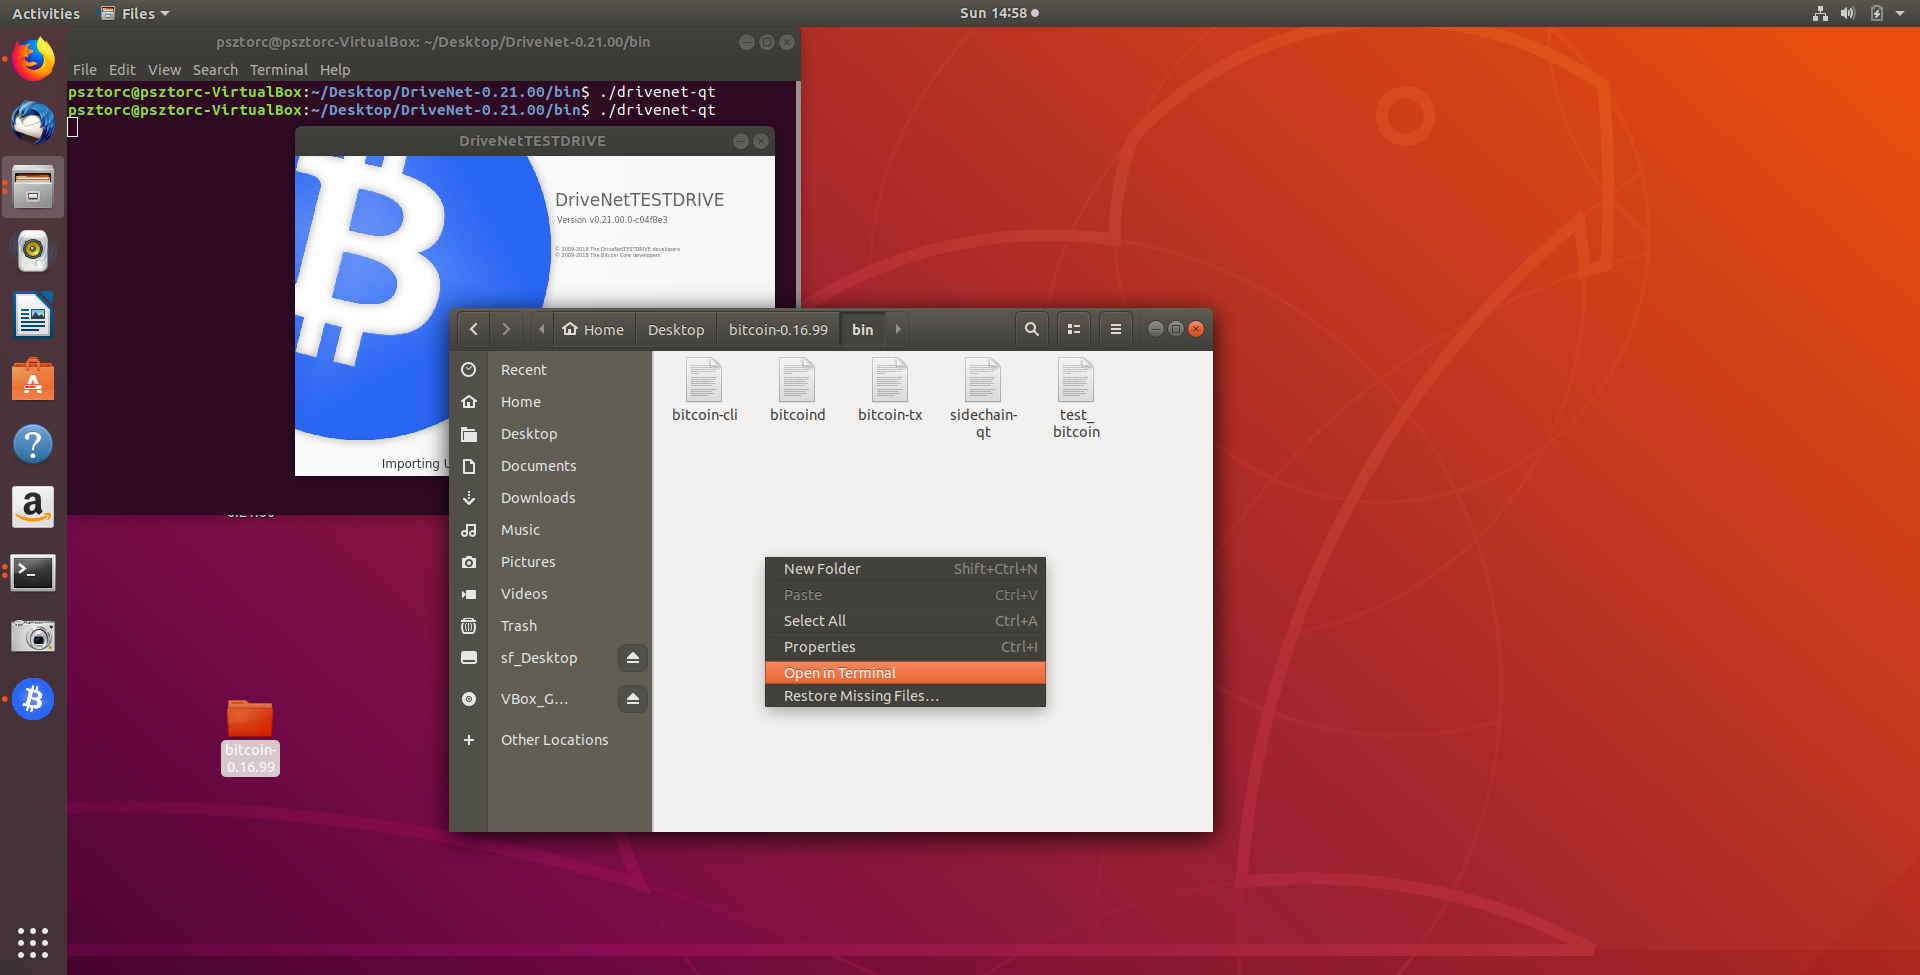 Activities
Files
Sun 14:58
psztorc@psztorc-VirtualBox: ~/Desktop/DriveNet-0.21.00/bin
File Edit View Search Terminal Help
psztorc@psztorc-VirtualBox:~/Desktop/DriveNet-0.21.00/bin$ ./drivenet-qt
psztorc@psztorc-VirtualBox:~/Desktop/DriveNet-0.21.00/bin$ ./drivenet-qt
DriveNetTESTDRIVE
DriveNetTESTDRIVE
Version v0.21.00.0-c04f8e3
© 2009-2018 The DriveNetTESTDRIVE developers
© 2009-2018 The Bitcoin Core developers
Importing
Home
Desktop
bitcoin-0.16.99
bin
Recent
Home
Desktop
Documents
Downloads
Music
Pictures
Videos
Trash
sf_Desktop
VBox_G...
Other Locations
bitcoin-cli
bitcoind
bitcoin-tx
sidechain-
qt
test_
bitcoin
New Folder Shift+Ctrl+N
Paste Ctrl+V
Select All Ctrl+A
Properties Ctrl+I
Open in Terminal
Restore Missing Files...
bitcoin-
0.16.99